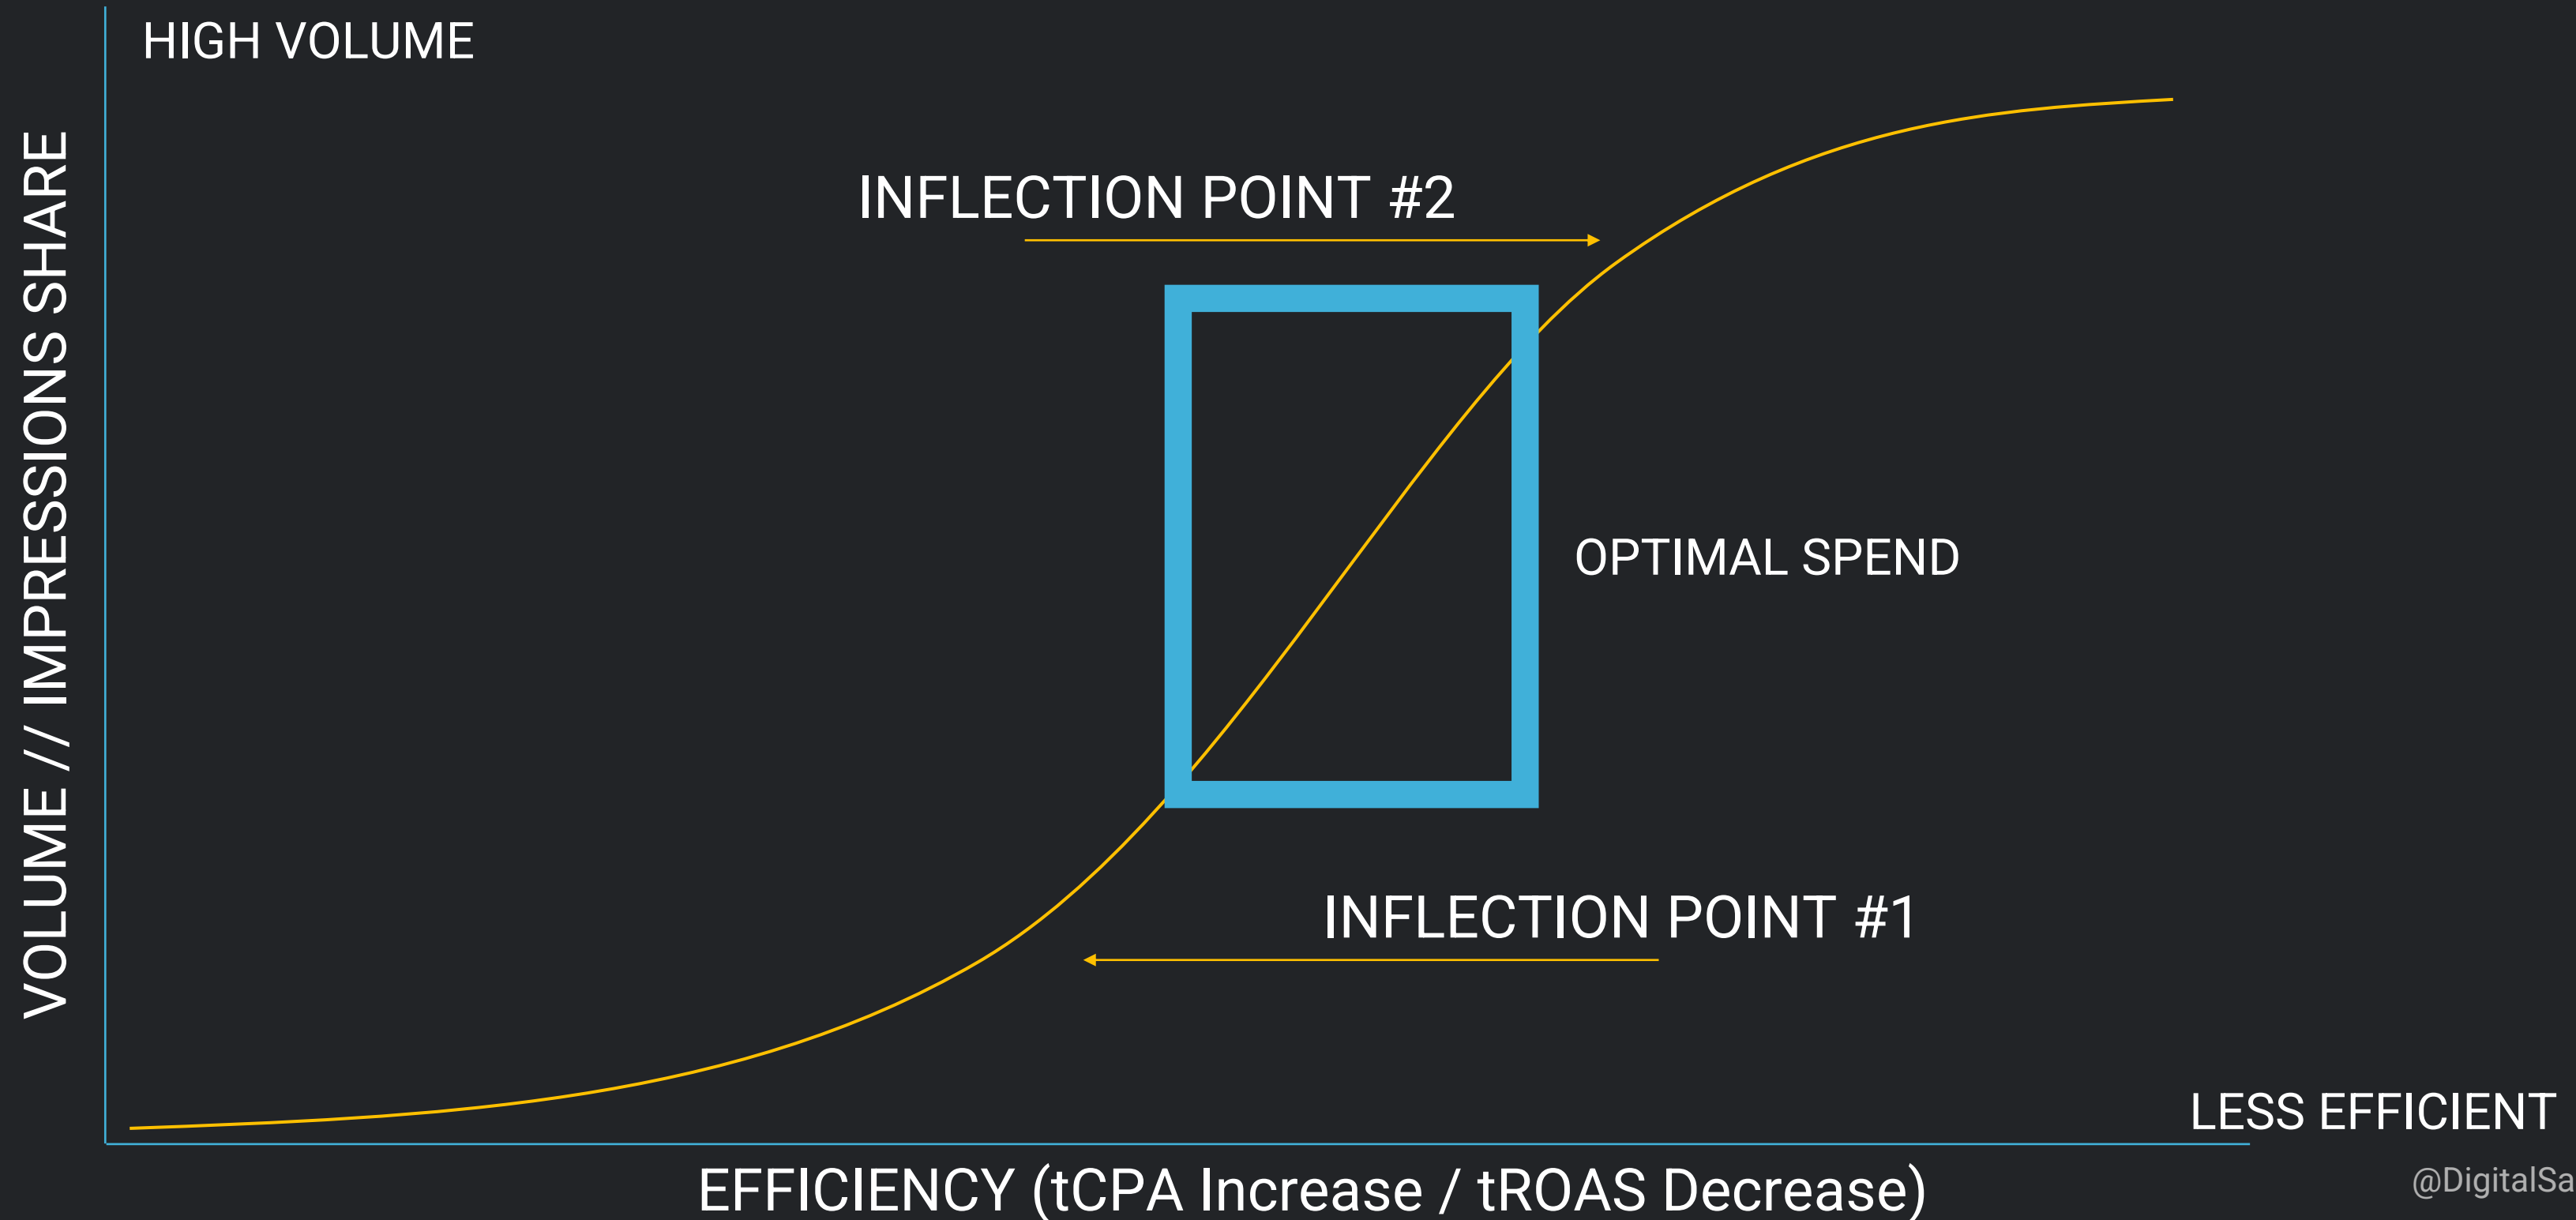 HIGH VOLUME
VOLUME // IMPRESSIONS SHARE
INFLECTION POINT #2
OPTIMAL SPEND
INFLECTION POINT #1
LESS EFFICIENT
EFFICIENCY (tCPA Increase / tROAS Decrease)
@DigitalSa